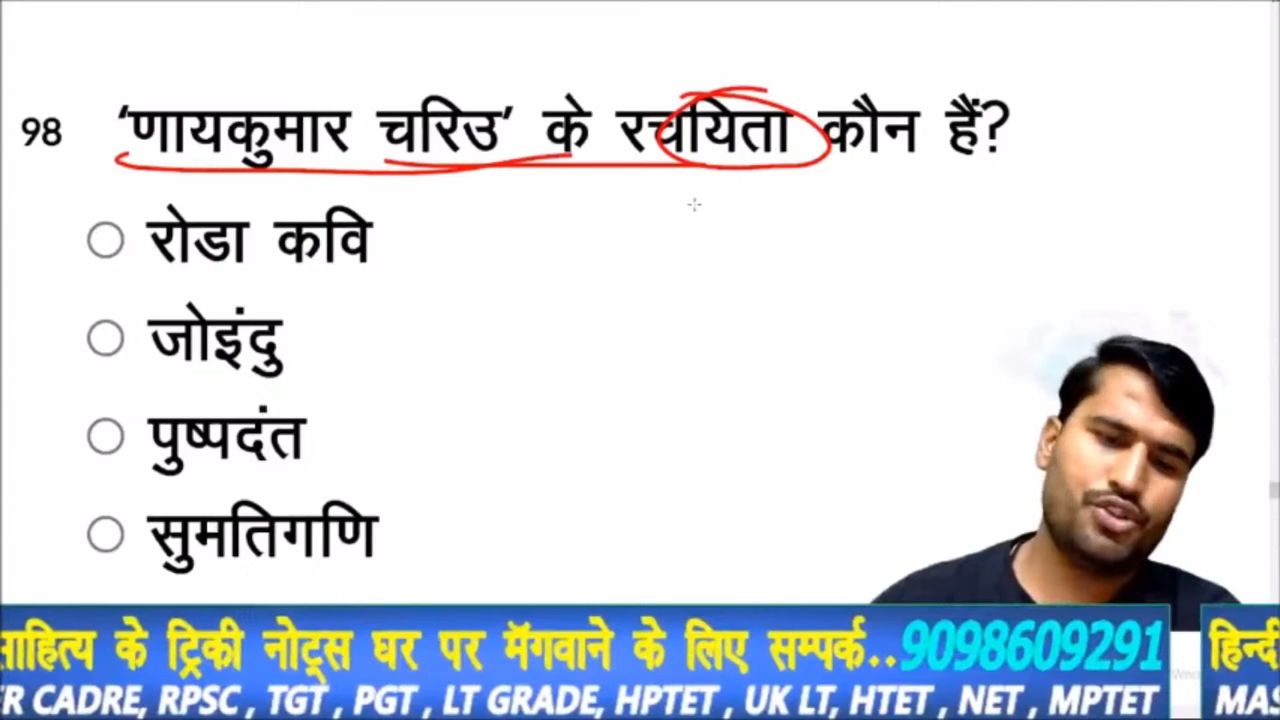 98 ‘णायकुमार चरिउ’ के रचयिता कौन हैं?
रोडा कवि
जोइंदु
पुष्पदंत
सुमतिगणि
साहित्य के ट्रिकी नोट्स घर पर मॅगवाने के लिए सम्पर्क..9098609291
हिन्दी
R CADRE, RPSC , TGT , PGT , LT GRADE, HPTET , UK LT, HTET , NET , MPTET
MAS